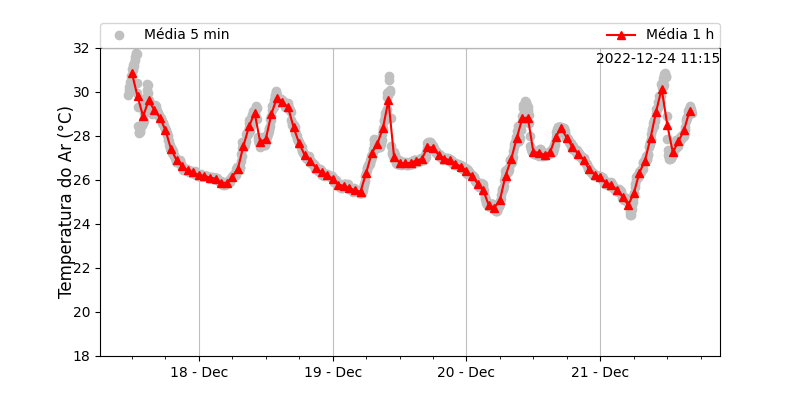 Média 5 min
Média 1 h
2022-12-24 11:15
Temperatura do Ar (°C)
32
30
28
26
24
22
20
18
18 - Dec
19 - Dec
20 - Dec
21 - Dec